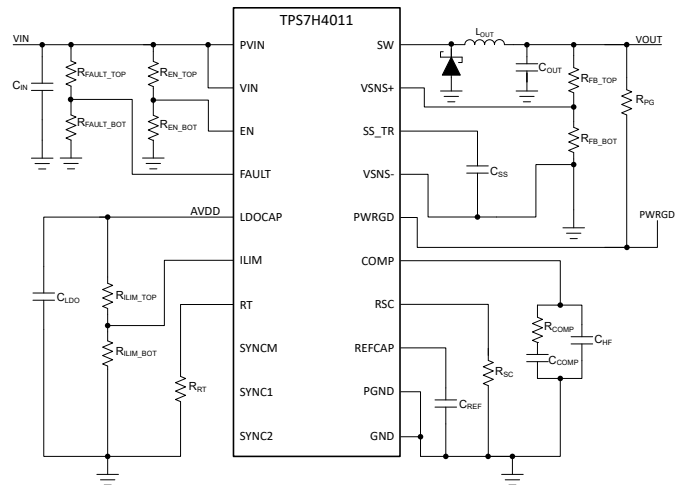 TPS7H4011
VIN
PVIN
VIN
EN
FAULT
LDOCAP
ILIM
RT
SYNCM
SYNC1
SYNC2
SW
VSNS+
SS_TR
VSNS-
PWRGD
COMP
RSC
REFCAP
PGND
GND
CIN
RFAULT_TOP
REN_TOP
RFAULT_BOT
REN_BOT
AVDD
CLDO
RILIM_TOP
RILIM_BOT
RRT
LOUT
VOUT
COUT
RFB_TOP
RPG
RFB_BOT
CSS
PWRGD
RCOMP
CHF
CCOMP
RSC
CREF